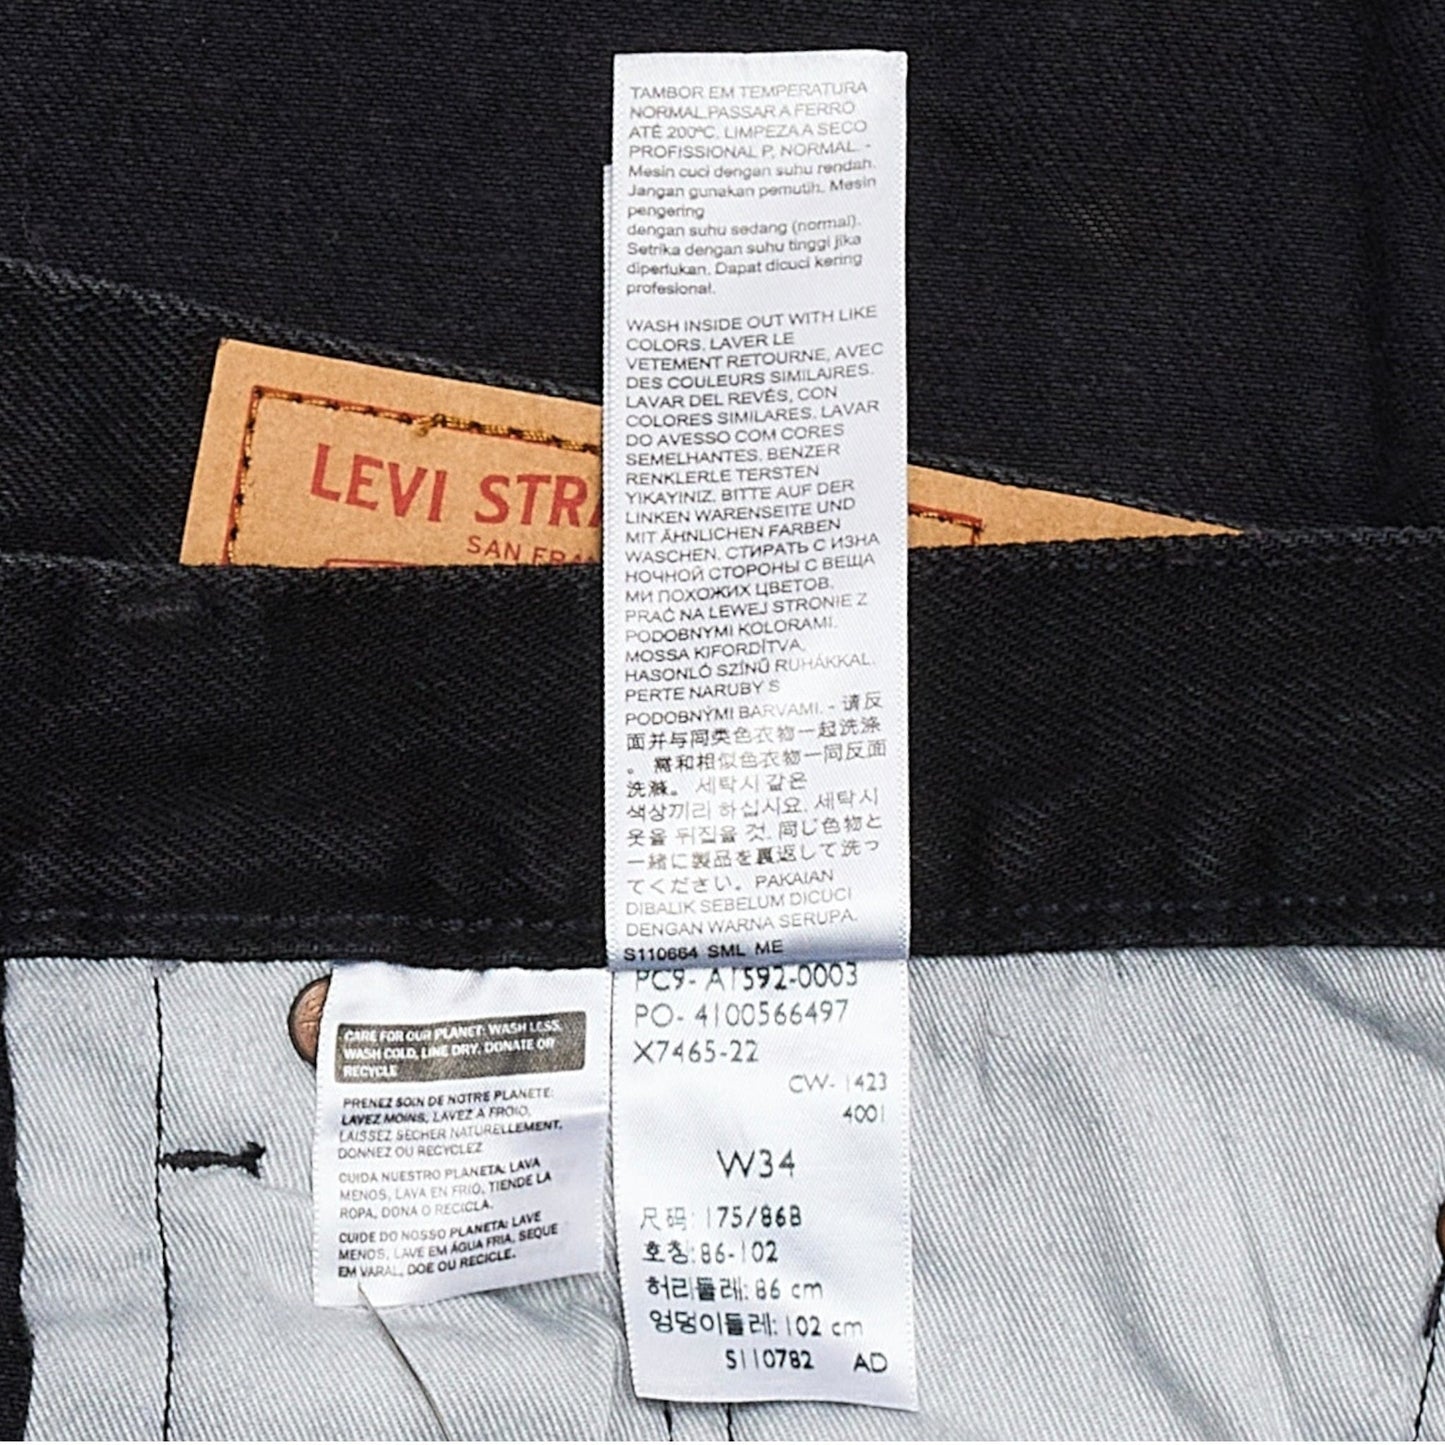 TAMBOR EM TEMPERATURA
NORMAL.PASSAR A FERRO
ATÉ 200ºC. LIMPEZA A SECO
PROFISSIONAL P, NORMAL. -
Mesin cuci dengan suhu rendah.
Jangan gunakan pemutih. Mesin
pengering
dengan suhu sedang (normal).
Setrika dengan suhu tinggi jika
diperlukan. Dapat dicuci kering
profesional.
WASH INSIDE OUT WITH LIKE
COLORS. LAVER LE
VETEMENT RETOURNE, AVEC
DES COULEURS SIMILAIRES.
LAVAR DEL REVÉS, CON
COLORES SIMILARES. LAVAR
DO AVESSO COM CORES
SEMELHANTES. BENZER
RENKLERLE TERSTEN
YIKAYINIZ. BITTE AUF DER
LINKEN WARENSEITE UND
MIT ÄHNLICHEN FARBEN
WASCHEN. СТИРАТЬ С ИЗНА
НОЧНОЙ СТОРОНЫ С ВЕЩА
МИ ПОХОЖИХ ЦВЕТОВ.
PRAĆ NA LEWEJ STRONIE Z
PODOBNYMI KOLORAMI.
MOSSA KIFORDÍTVA,
HASONLÓ SZÍNŰ RUHÁKKAL.
PERTE NARUBY S
PODOBNÝMI BARVAMI. - 请反
面并与同类色衣物一起洗涤
。 需和相似色衣物一同反面
洗滌。 세탁시 같은
색상끼리 하십시요. 세탁시
옷을 뒤집을 것. 同じ色物と
一緒に製品を裏返して洗っ
てください。 PAKAIAN
DIBALIK SEBELUM DICUCI
DENGAN WARNA SERUPA.
S110664 SML ME
LEVI STR
SAN FRAN
PC9- A1592-0003
PO- 4100566497
X7465-22
CW- 1423
4001
W34
尺码: 175/86B
호칭: 86-102
허리둘레: 86 cm
엉덩이둘레: 102 cm
S110782 AD
CARE FOR OUR PLANET: WASH LESS,
WASH COLD, LINE DRY, DONATE OR
RECYCLE
PRENEZ SOIN DE NOTRE PLANETE:
LAVEZ MOINS, LAVEZ A FROID,
LAISSEZ SECHER NATURELLEMENT,
DONNEZ OU RECYCLEZ
CUIDA NUESTRO PLANETA: LAVA
MENOS, LAVA EN FRIO, TIENDE LA
ROPA, DONA O RECICLA.
CUIDE DO NOSSO PLANETA: LAVE
MENOS, LAVE EM ÁGUA FRIA, SEQUE
EM VARAL, DOE OU RECICLE.